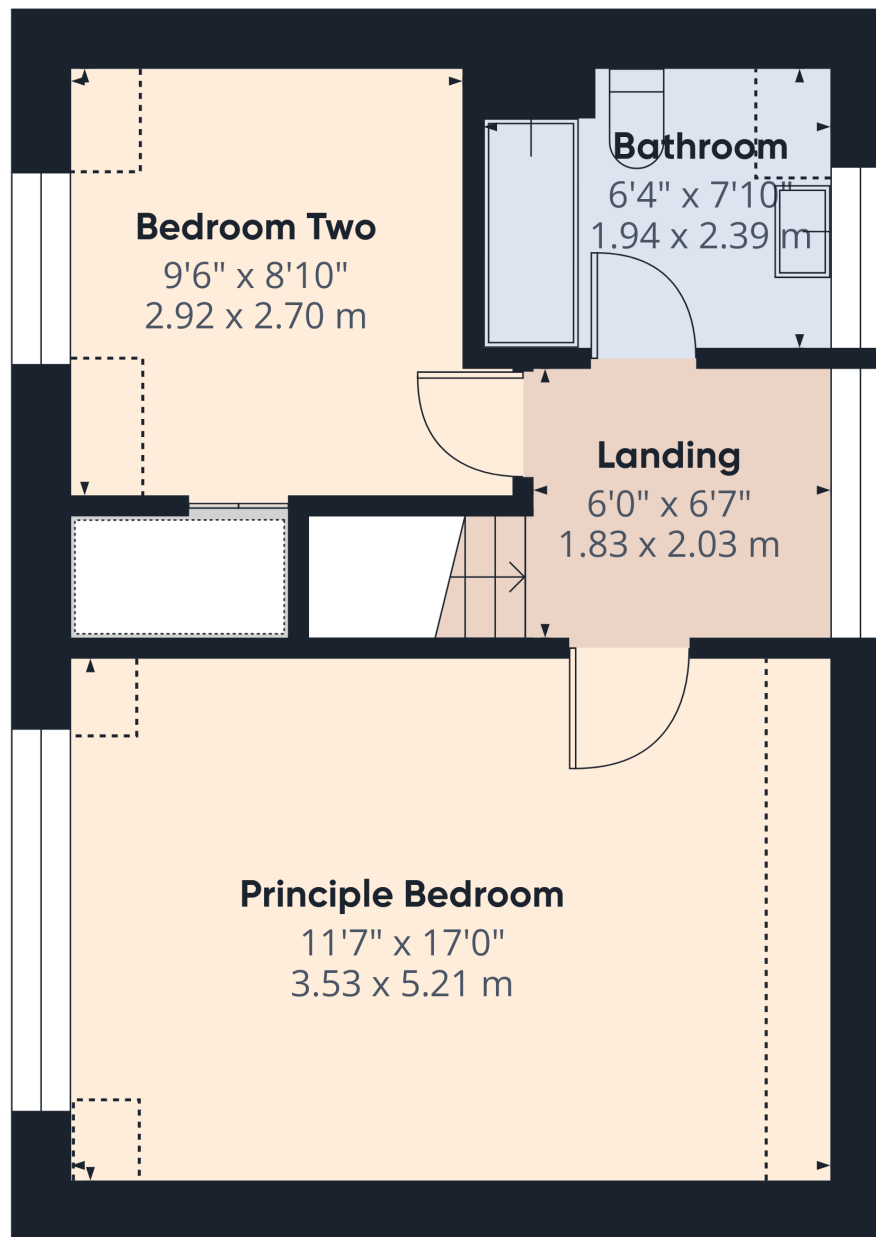 Bathroom
6'4" x 7'10"
1.94 x 2.39 m
Bedroom Two
9'6" x 8'10"
2.92 x 2.70 m
Landing
6'0" x 6'7"
1.83 x 2.03 m
Principle Bedroom
11'7" x 17'0"
3.53 x 5.21 m